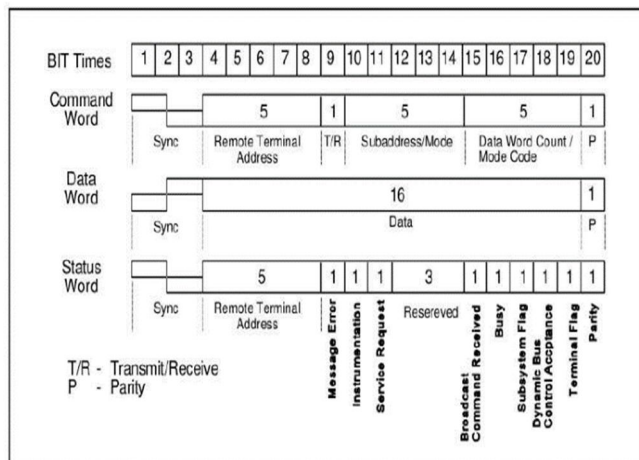 BIT Times 1 2 3 4 5 6 7 8 9 10 11 12 13 14 15 16 17 18 19 20
Command Word 5 1 5 5 1
Sync Remote Terminal Address T/R Subaddress/Mode Data Word Count / Mode Code P
Data Word 16 1
Sync Data P
Status Word 5 1 1 1 3 1 1 1 1 1 1
Sync Remote Terminal Address
Message Error
Instrumentation
Service Request
Resereved
Broadcast
Command Received
Busy
Subsystem Flag
Dynamic Bus
Control Accptance
Terminal Flag
Parity
T/R - Transmit/Receive
P - Parity